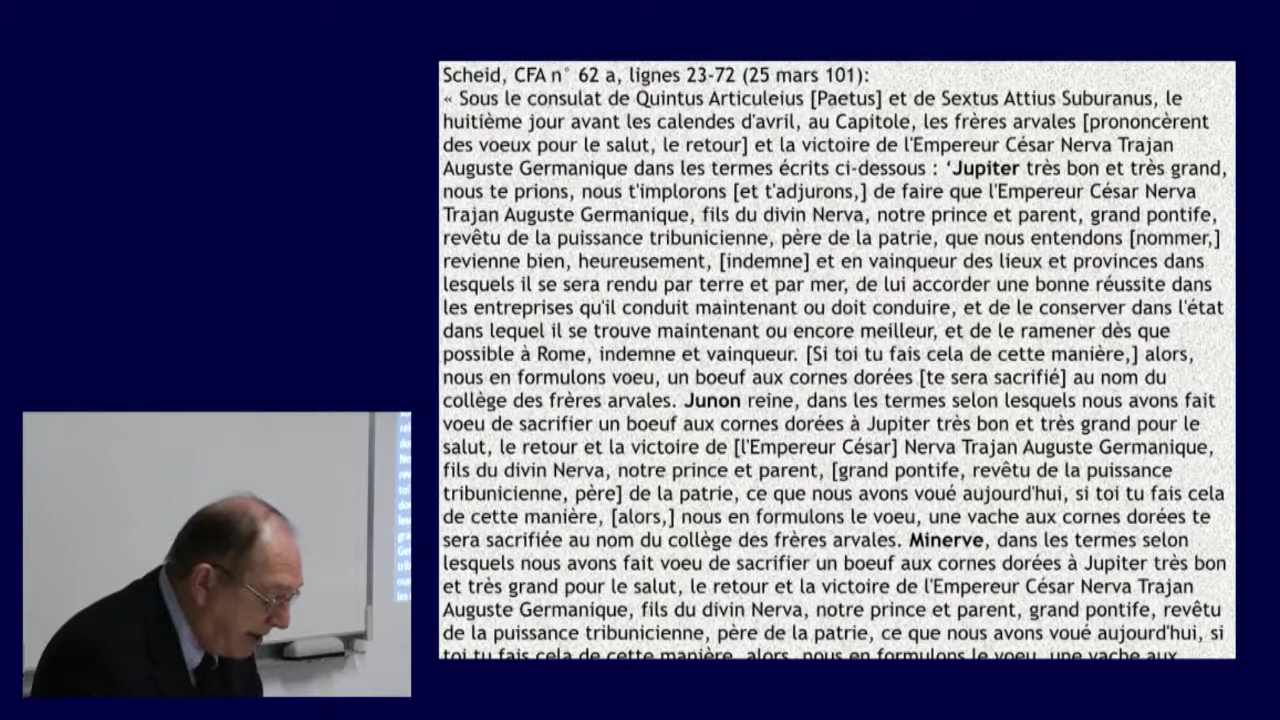 Scheid, CFA n° 62 a, lignes 23-72 (25 mars 101):
« Sous le consulat de Quintus Articuleius [Paetus] et de Sextus Attius Suburanus, le
huitième jour avant les calendes d'avril, au Capitole, les frères arvales [prononcèrent
des voeux pour le salut, le retour] et la victoire de l'Empereur César Nerva Trajan
Auguste Germanique dans les termes écrits ci-dessous : ‘Jupiter très bon et très grand,
nous te prions, nous t'implorons [et t'adjurons,] de faire que l'Empereur César Nerva
Trajan Auguste Germanique, fils du divin Nerva, notre prince et parent, grand pontife,
revêtu de la puissance tribunicienne, père de la patrie, que nous entendons [nommer,]
revienne bien, heureusement, [indemne] et en vainqueur des lieux et provinces dans
lesquels il se sera rendu par terre et par mer, de lui accorder une bonne réussite dans
les entreprises qu'il conduit maintenant ou doit conduire, et de le conserver dans l'état
dans lequel il se trouve maintenant ou encore meilleur, et de le ramener dès que
possible à Rome, indemne et vainqueur. [Si toi tu fais cela de cette manière,] alors,
nous en formulons voeu, un boeuf aux cornes dorées [te sera sacrifié] au nom du
collège des frères arvales. Junon reine, dans les termes selon lesquels nous avons fait
voeu de sacrifier un boeuf aux cornes dorées à Jupiter très bon et très grand pour le
salut, le retour et la victoire de [l'Empereur César] Nerva Trajan Auguste Germanique,
fils du divin Nerva, notre prince et parent, [grand pontife, revêtu de la puissance
tribunicienne, père] de la patrie, ce que nous avons voué aujourd'hui, si toi tu fais cela
de cette manière, [alors,] nous en formulons le voeu, une vache aux cornes dorées te
sera sacrifiée au nom du collège des frères arvales. Minerve, dans les termes selon
lesquels nous avons fait voeu de sacrifier un boeuf aux cornes dorées à Jupiter très bon
et très grand pour le salut, le retour et la victoire de l'Empereur César Nerva Trajan
Auguste Germanique, fils du divin Nerva, notre prince et parent, grand pontife, revêtu
de la puissance tribunicienne, père de la patrie, ce que nous avons voué aujourd'hui, si
toi tu fais cela de cette manière, alors, nous en formulons le voeu, une vache aux